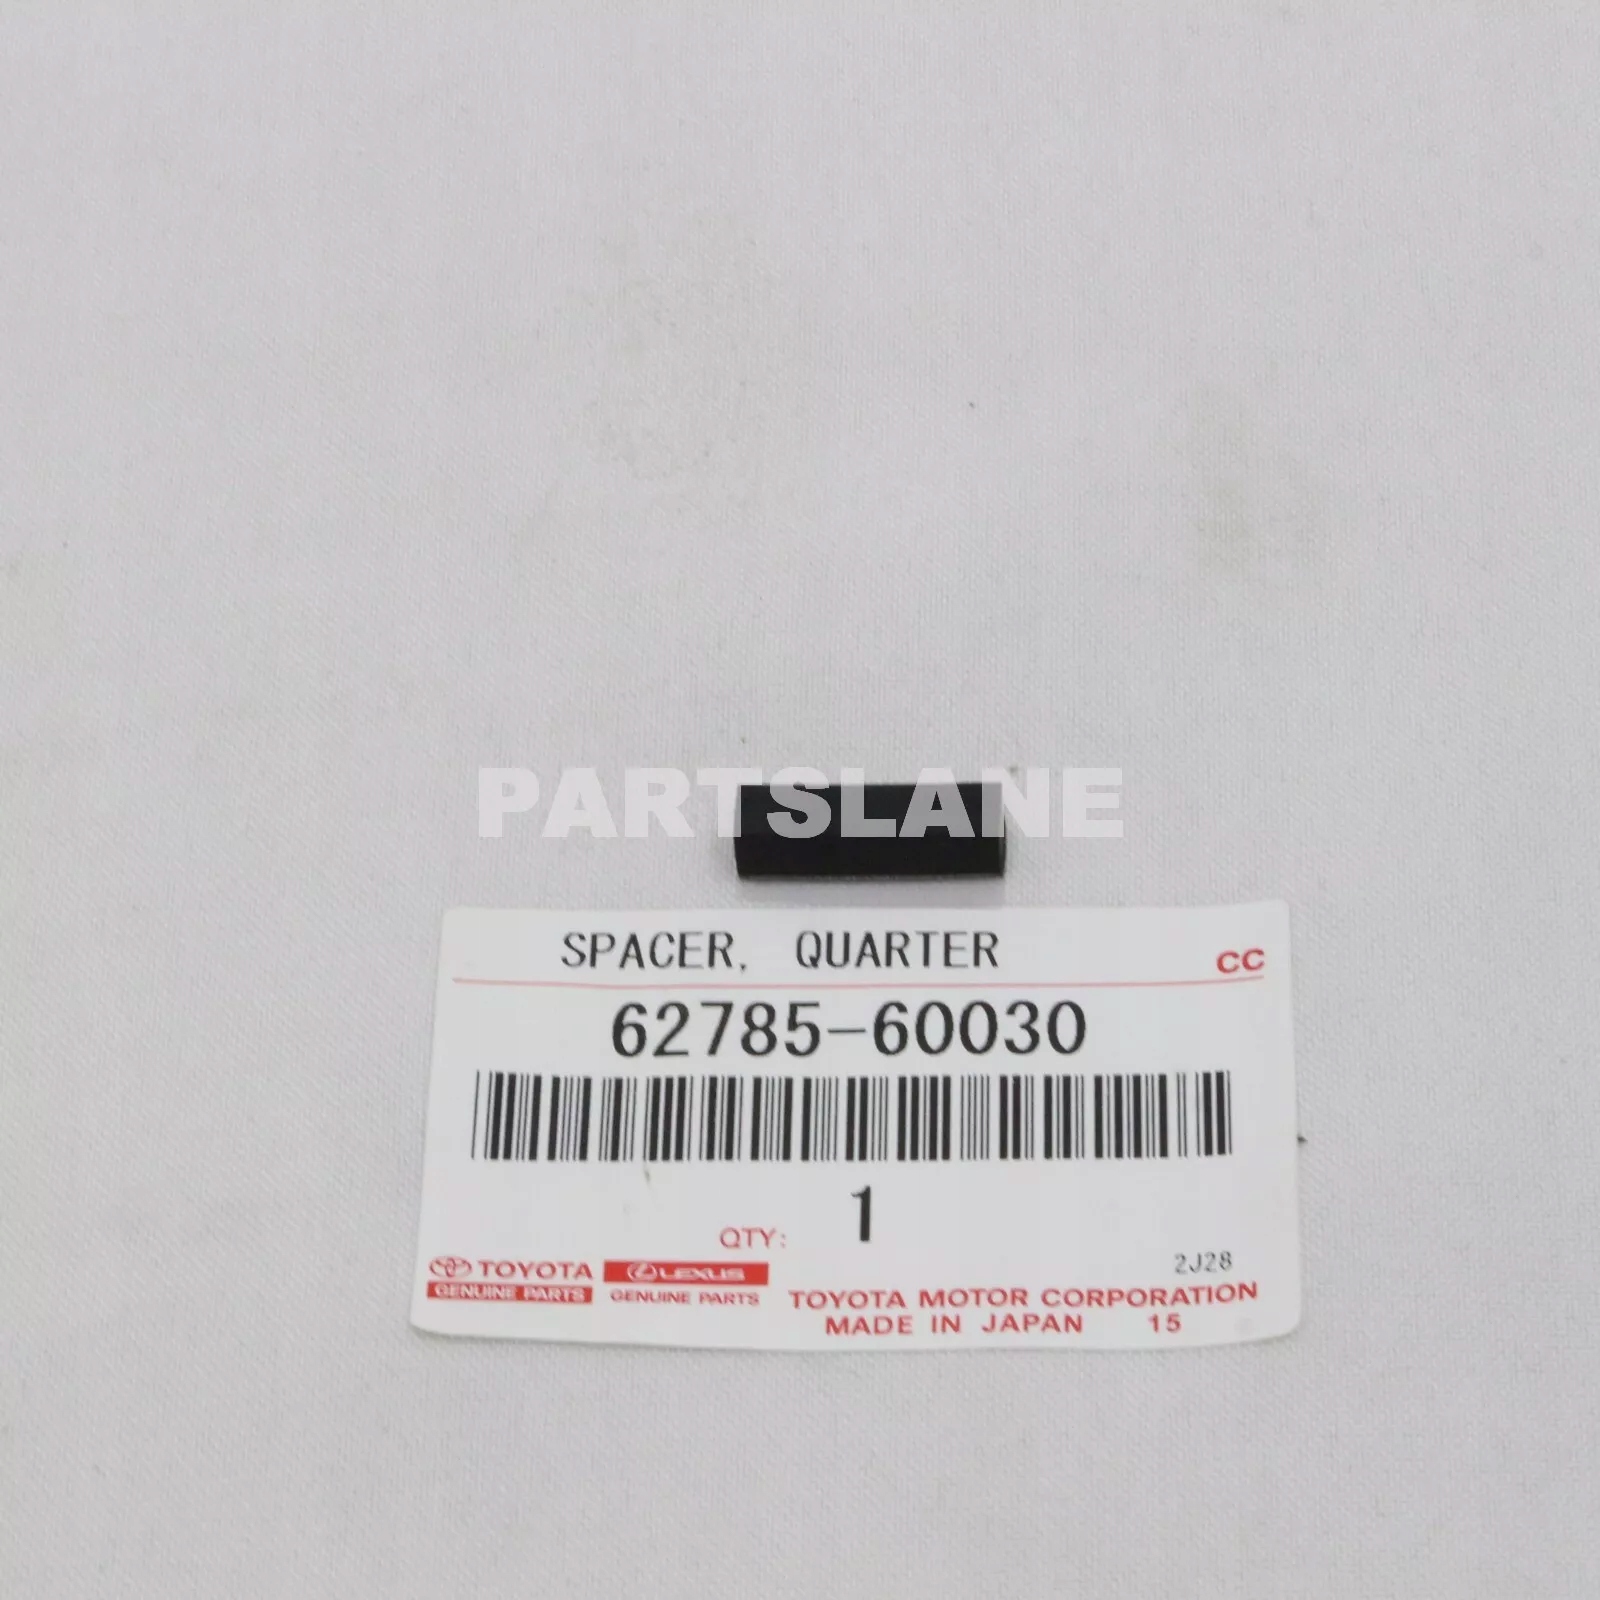 PARTSLANE
SPACER, QUARTER
CC
62785-60030
QTY: 1
2J28
TOYOTA
GENUINE PARTS
LEXUS
GENUINE PARTS
TOYOTA MOTOR CORPORATION
MADE IN JAPAN 15